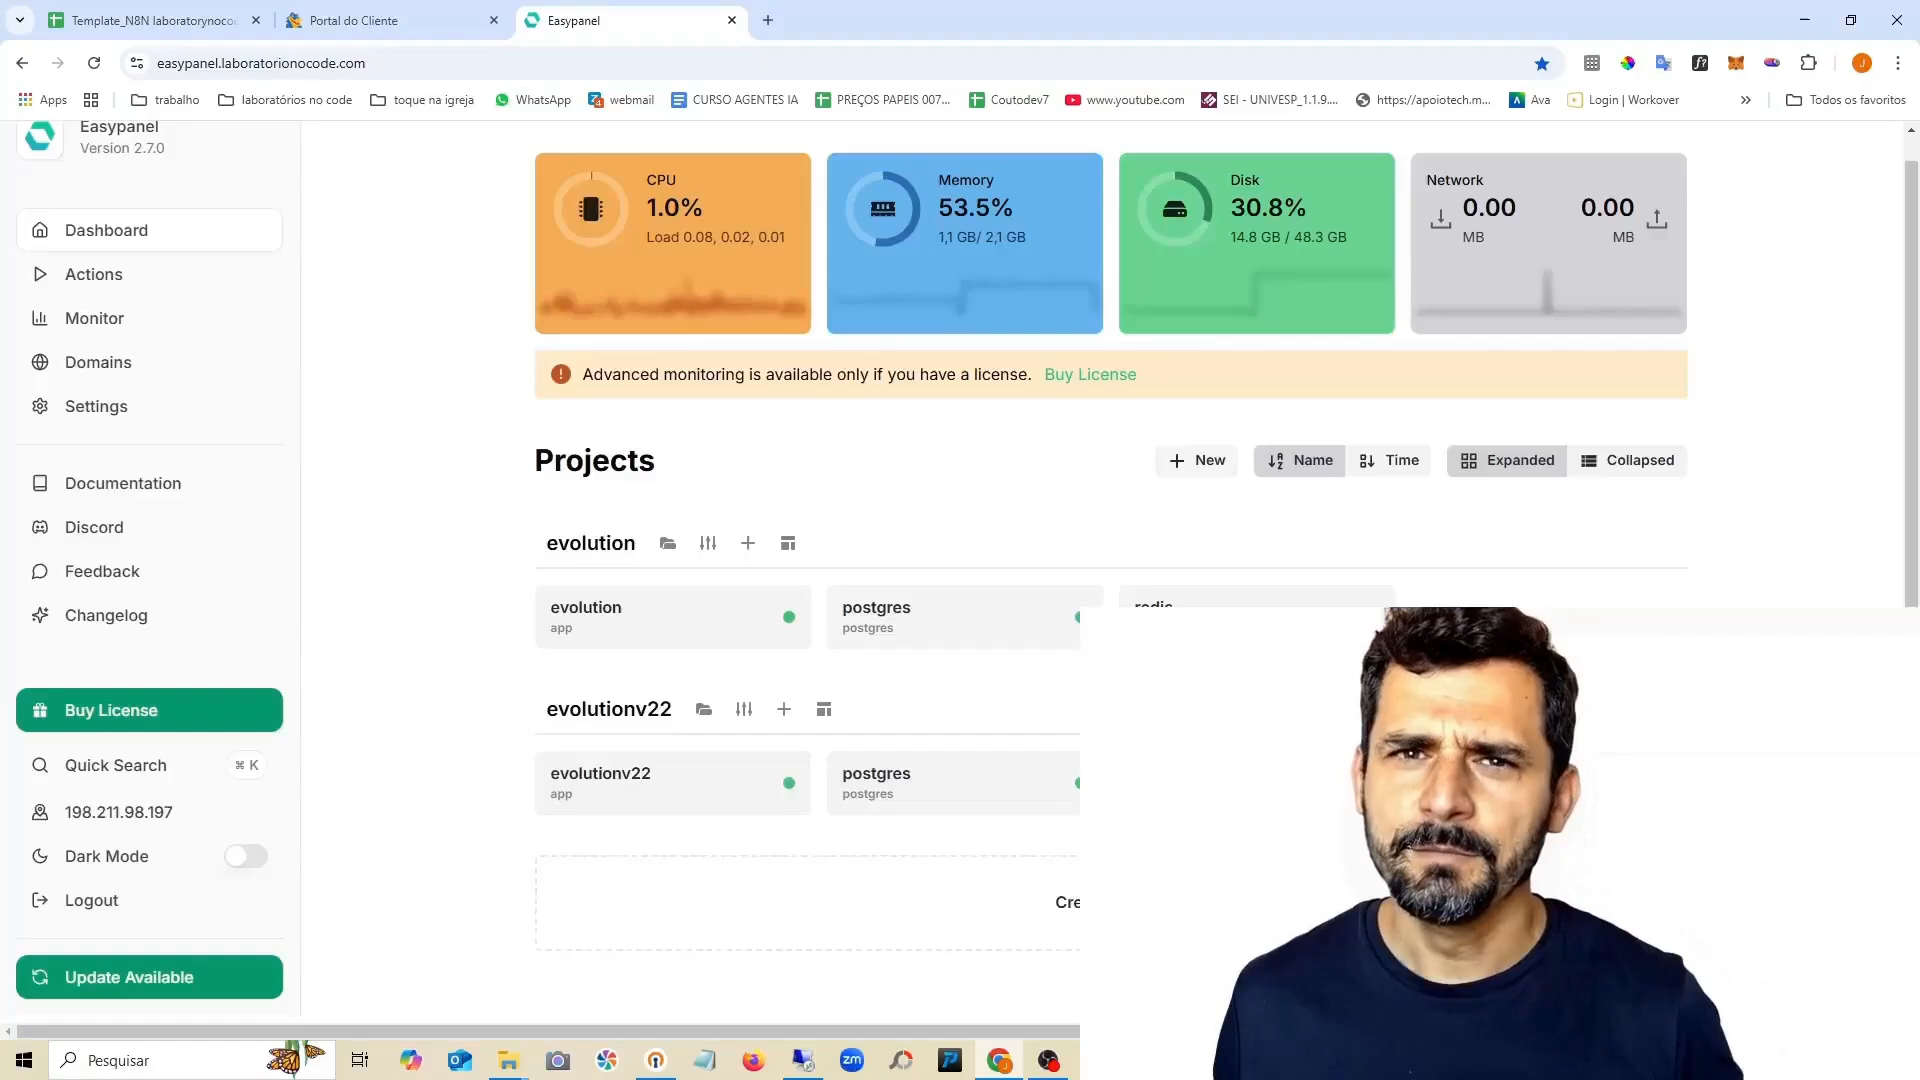 Template_N8N laboratorynoco
Portal do Cliente
Easypanel
easypanel.laboratorionocode.com
Apps
trabalho
laboratórios no code
toque na igreja
WhatsApp
webmail
CURSO AGENTES IA
PREÇOS PAPEIS 007...
Coutodev7
www.youtube.com
SEI - UNIVESP_1.1.9....
https://apoiotech.m...
Ava
Login | Workover
Todos os favoritos
Easypanel
Version 2.7.0
Dashboard
Actions
Monitor
Domains
Settings
Documentation
Discord
Feedback
Changelog
Buy License
Quick Search
⌘ K
198.211.98.197
Dark Mode
Logout
Update Available
CPU
1.0%
Load 0.08, 0.02, 0.01
Memory
53.5%
1,1 GB/ 2,1 GB
Disk
30.8%
14.8 GB / 48.3 GB
Network
0.00
MB
0.00
MB
Advanced monitoring is available only if you have a license. Buy License
Projects
New
Name
Time
Expanded
Collapsed
evolution
evolution
app
postgres
postgres
redis
evolutionv22
evolutionv22
app
postgres
postgres
Cre
Pesquisar
zm